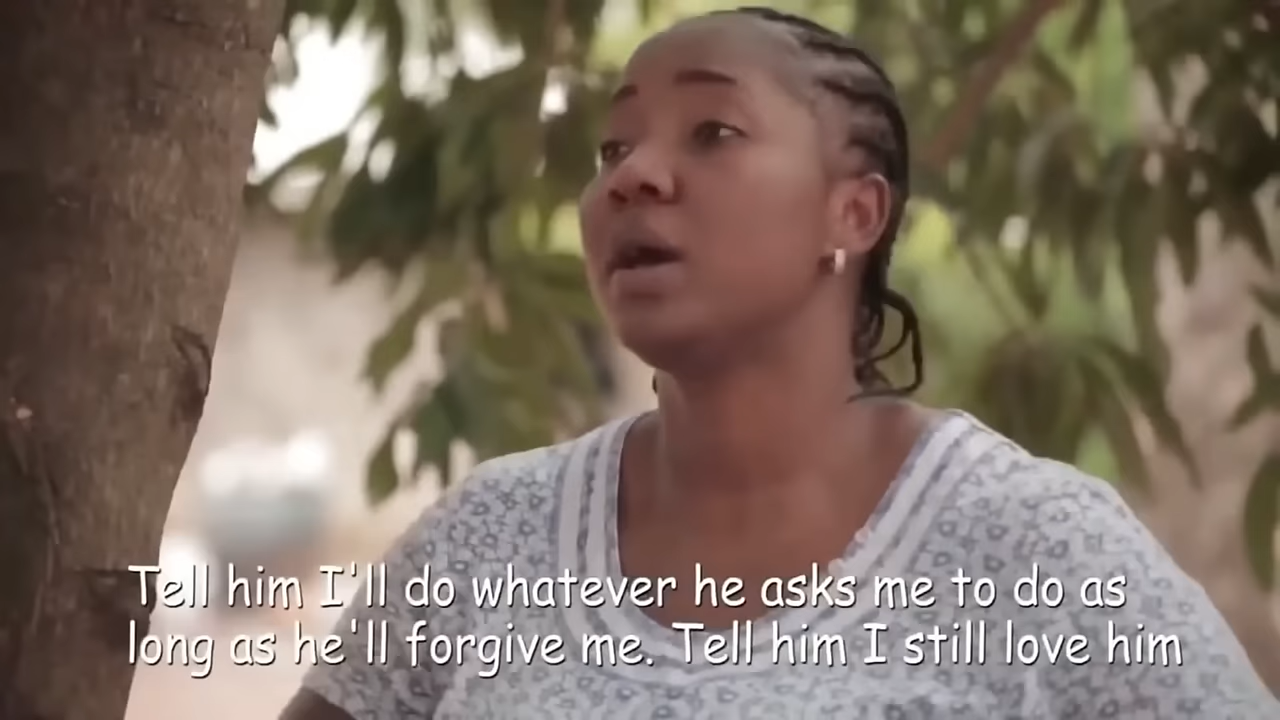 Tell him I'll do whatever he asks me to do as
long as he'll forgive me. Tell him I still love him